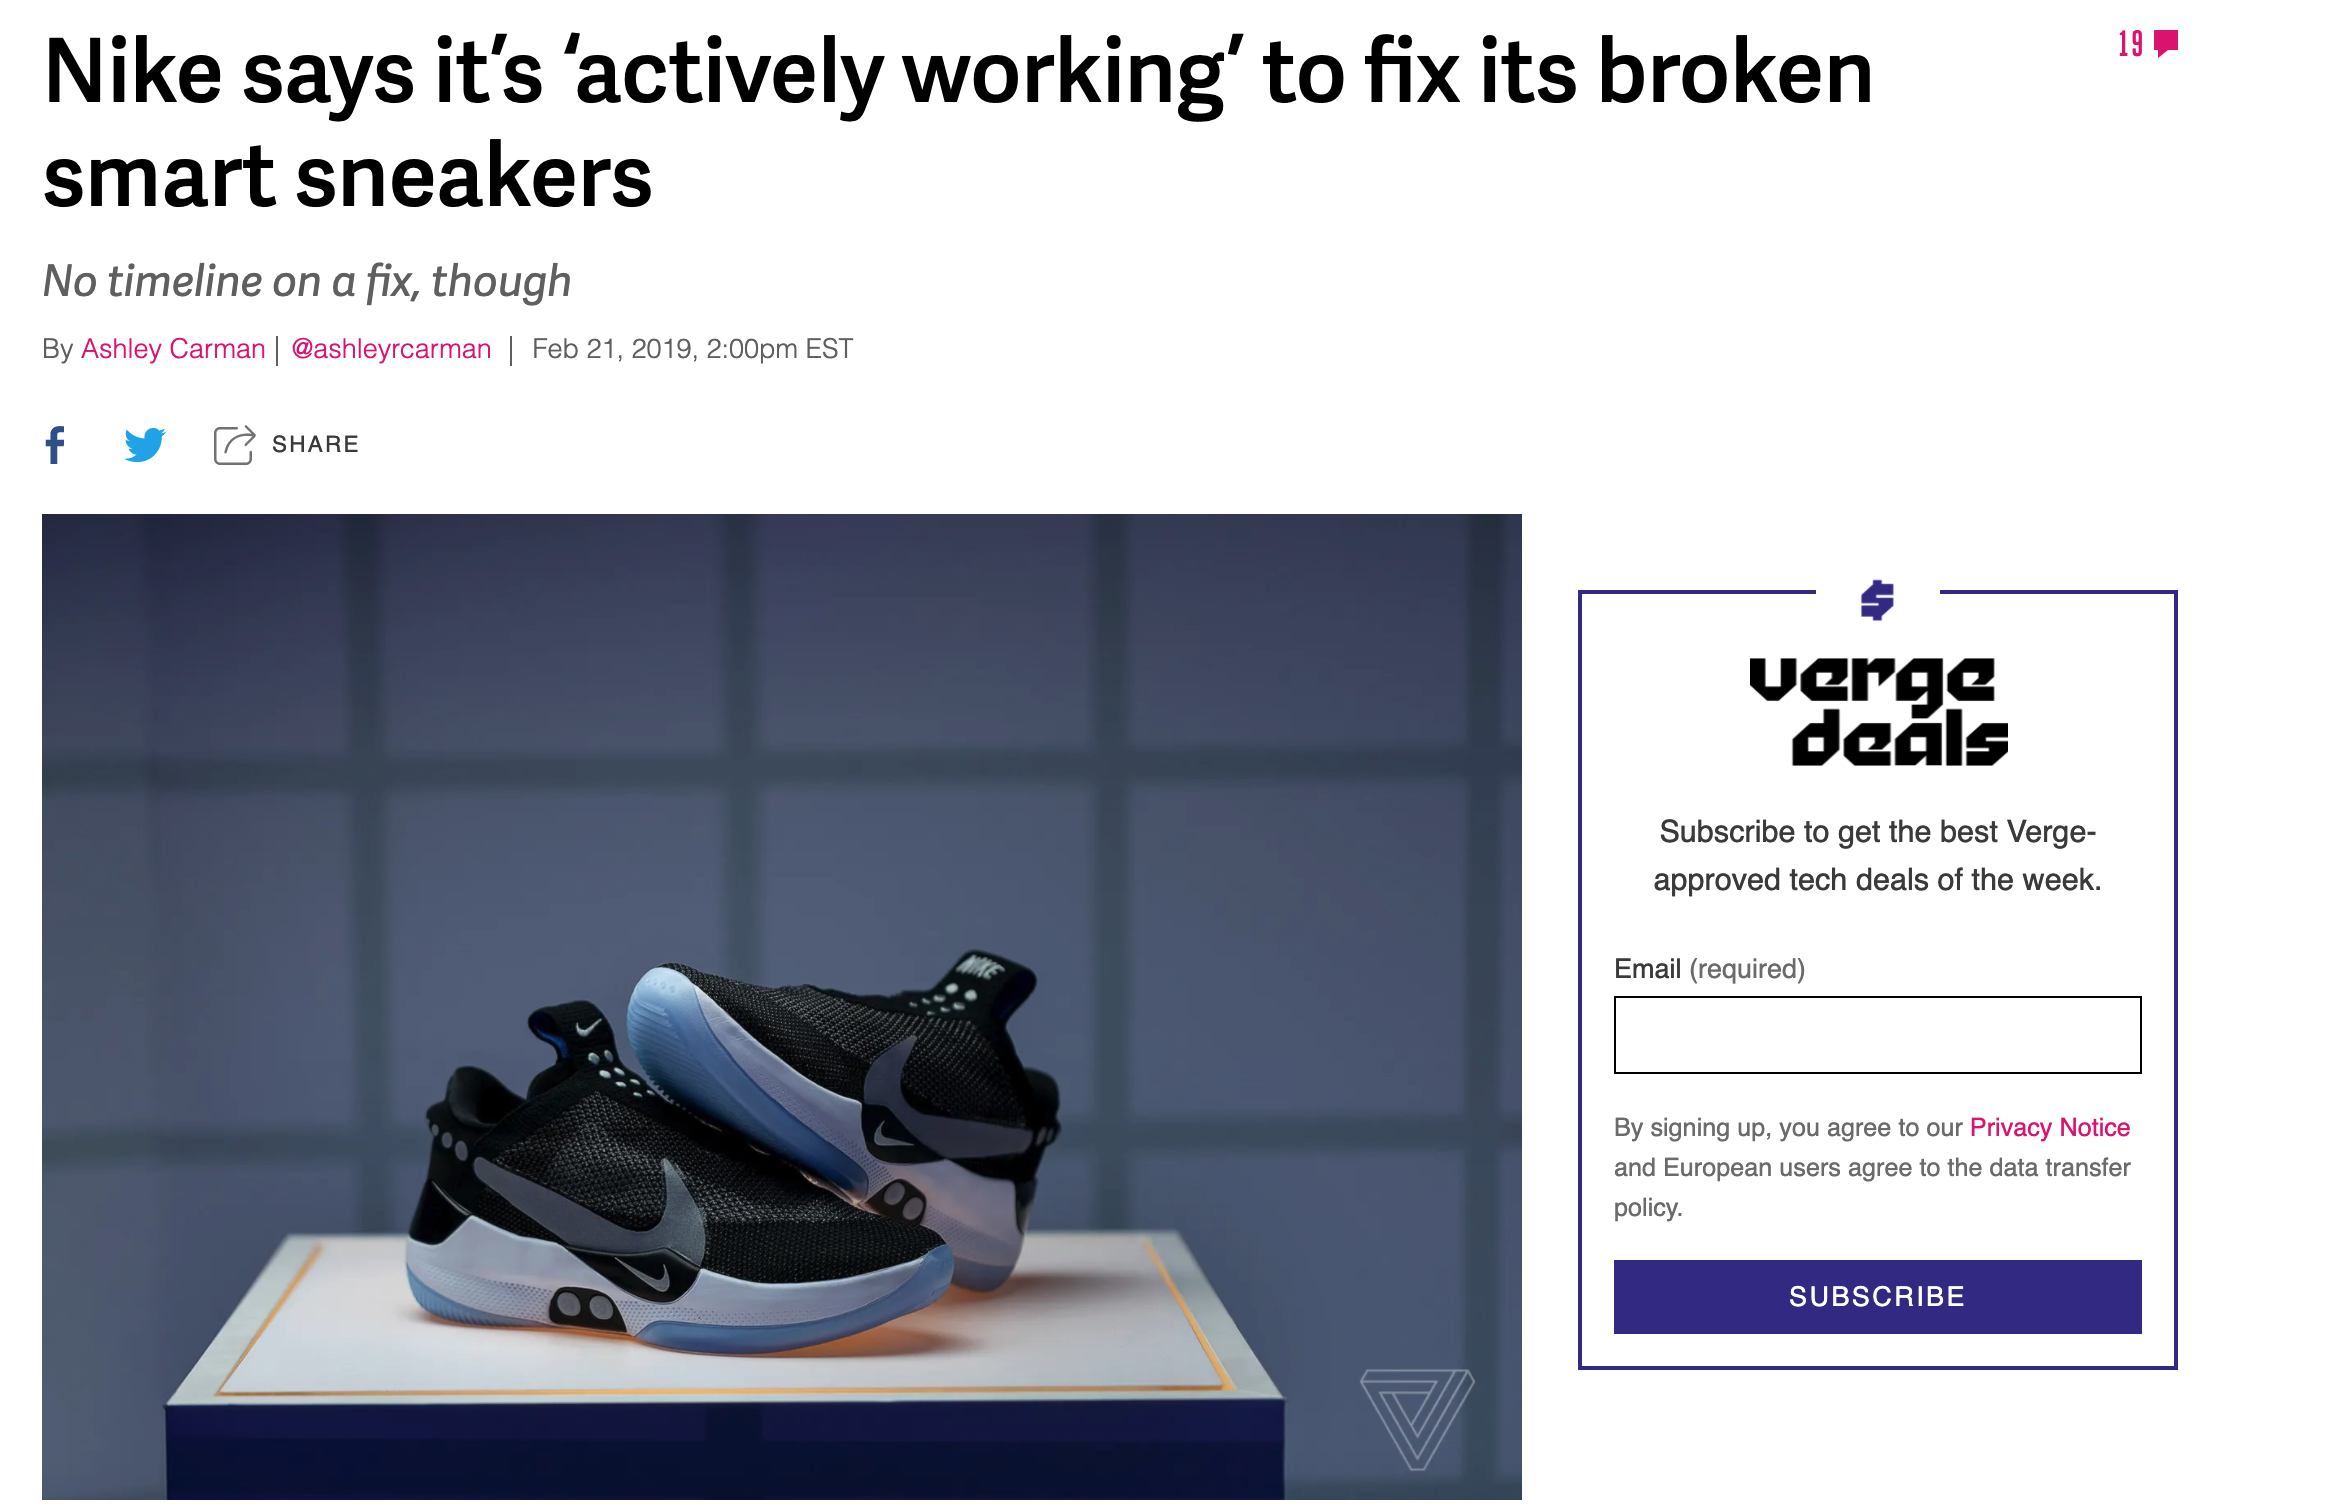 Nike says it’s ‘actively working’ to fix its broken
smart sneakers
19
No timeline on a fix, though
By Ashley Carman | @ashleyrcarman | Feb 21, 2019, 2:00pm EST
SHARE
NIKE
$
verge
deals
Subscribe to get the best Verge-
approved tech deals of the week.
Email (required)
By signing up, you agree to our Privacy Notice
and European users agree to the data transfer
policy.
SUBSCRIBE